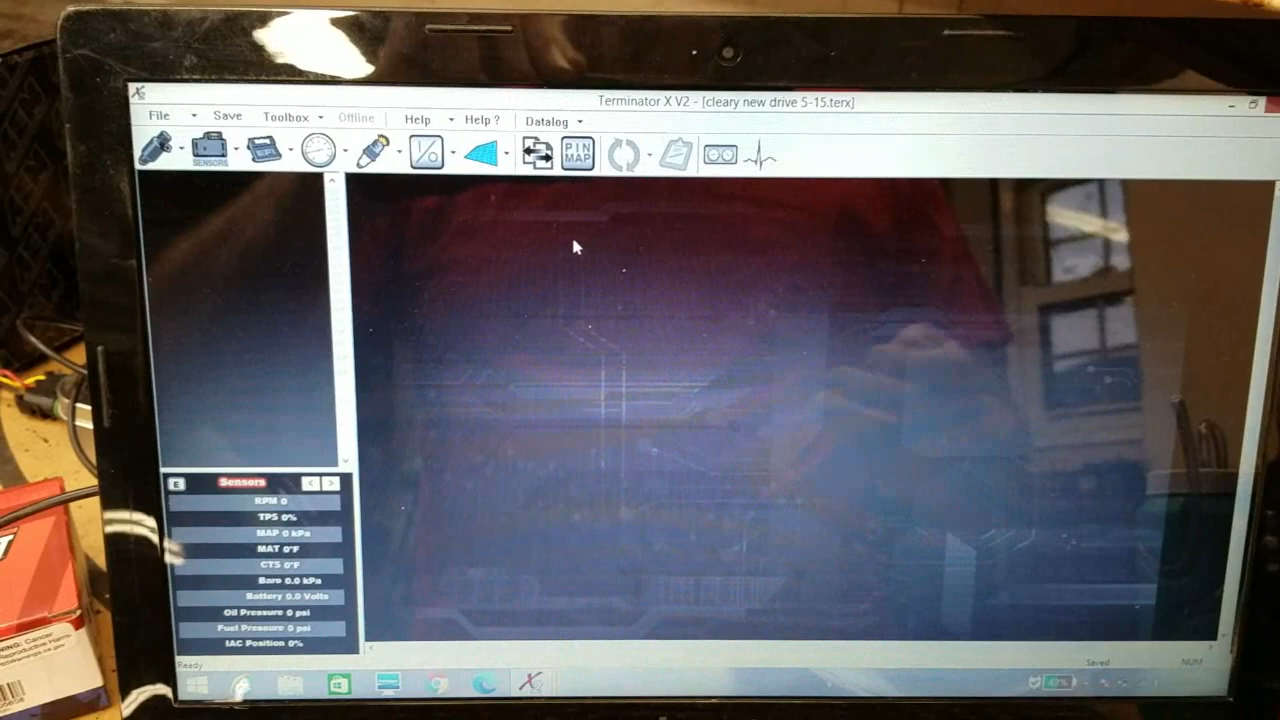 Terminator X V2 - [cleary new drive 5-15.terx]
File Save Toolbox Offline Help Help ? Datalog
SENSORS EFI I/O PIN MAP
E Sensors < >
RPM 0
TPS 0%
MAP 0 kPa
MAT 0°F
CTS 0°F
Baro 0.0 kPa
Battery 0.0 Volts
Oil Pressure 0 psi
Fuel Pressure 0 psi
IAC Position 0%
Ready Saved NUM
49%
Cancer